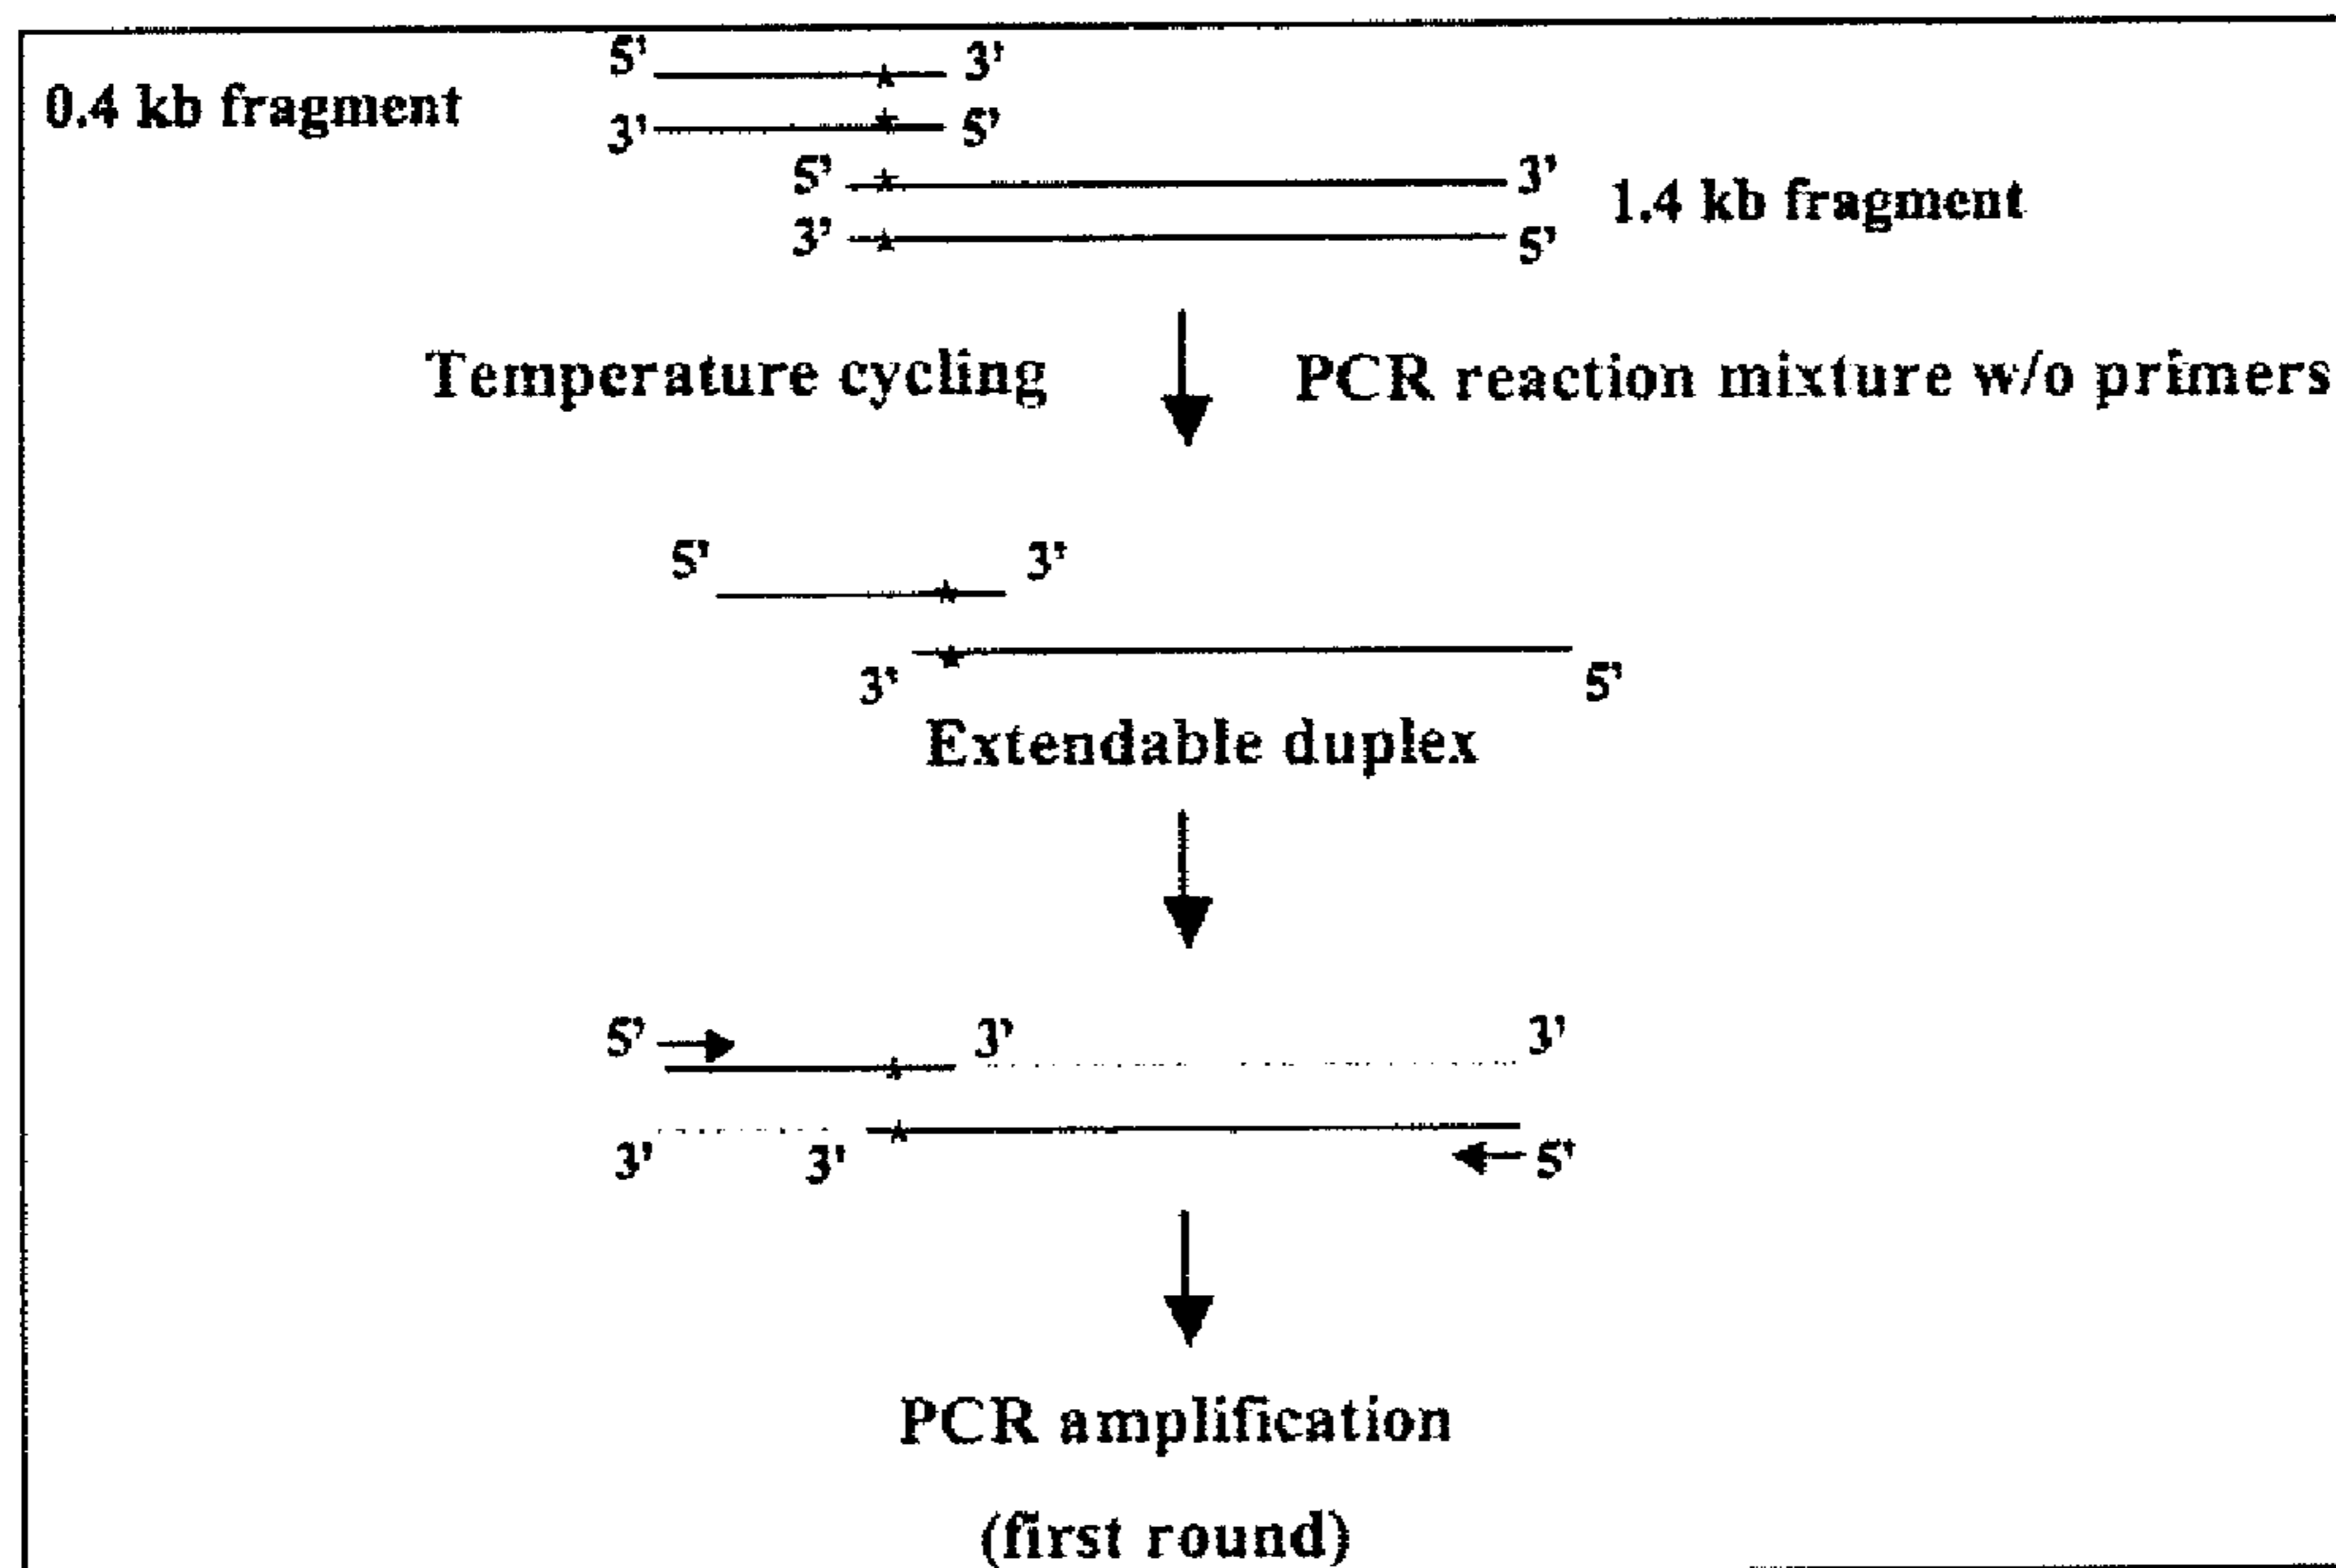 5' 3'
0.4 kb fragment
3' 5'
5' 3'
1.4 kb fragment
3' 5'
Temperature cycling PCR reaction mixture w/o primers
5' 3'
3' 5'
Extendable duplex
5' 3' 3'
3' 3' 5'
PCR amplification
(first round)